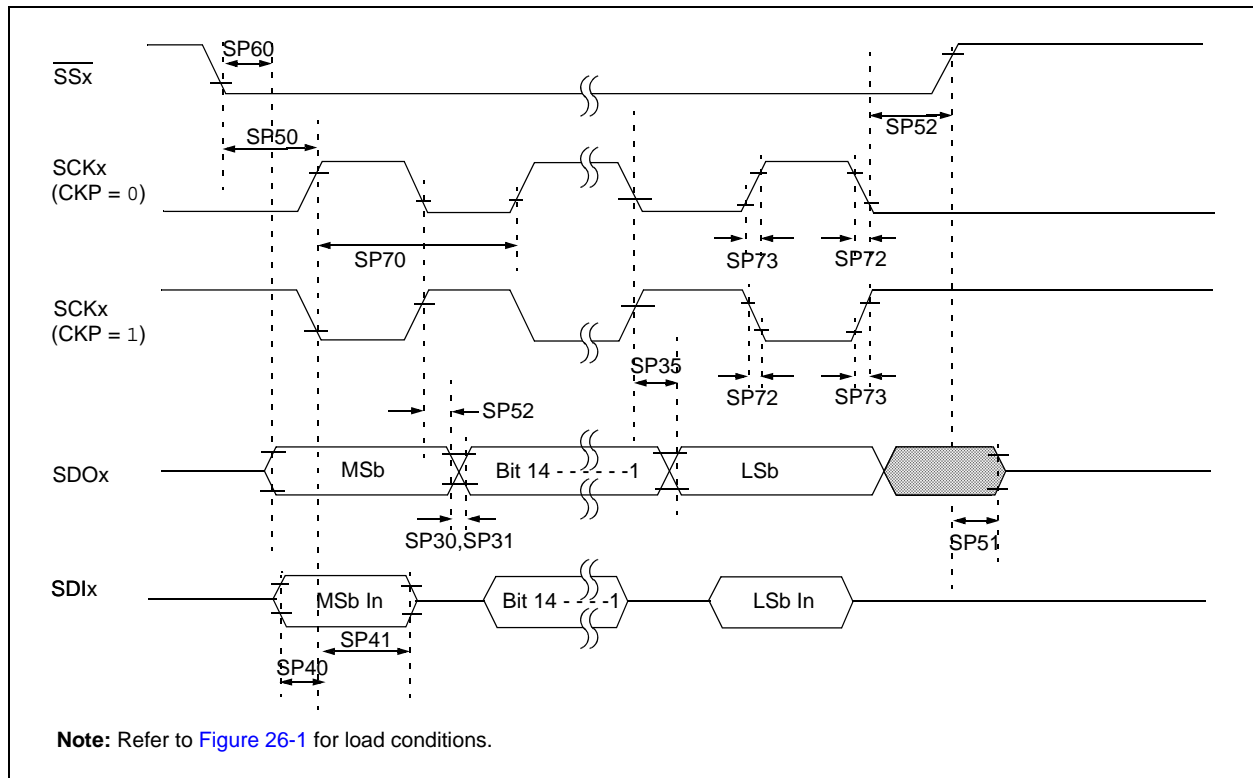 SP60
SSx
SP50
SP52
SCKx
(CKP = 0)
SP70
SP73
SP72
SCKx
(CKP = 1)
SP35
SP72
SP73
SP52
SDOx
MSb
Bit 14 - - - - - -1
LSb
SP30,SP31
SP51
SDIx
MSb In
Bit 14 - - - -1
LSb In
SP41
SP40
Note: Refer to Figure 26-1 for load conditions.